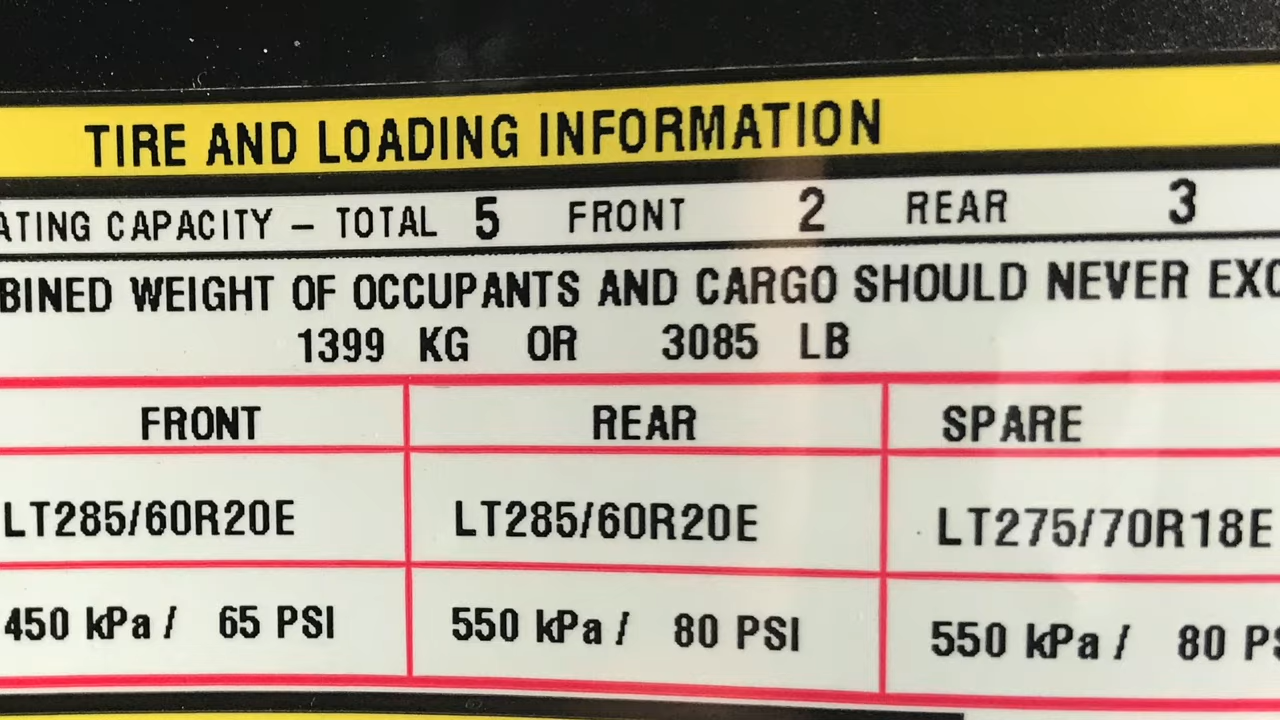 TIRE AND LOADING INFORMATION
ATING CAPACITY – TOTAL 5 FRONT 2 REAR 3
BINED WEIGHT OF OCCUPANTS AND CARGO SHOULD NEVER EXC
1399 KG OR 3085 LB
FRONT REAR SPARE
LT285/60R20E LT285/60R20E LT275/70R18E
450 kPa / 65 PSI 550 kPa / 80 PSI 550 kPa / 80 PS